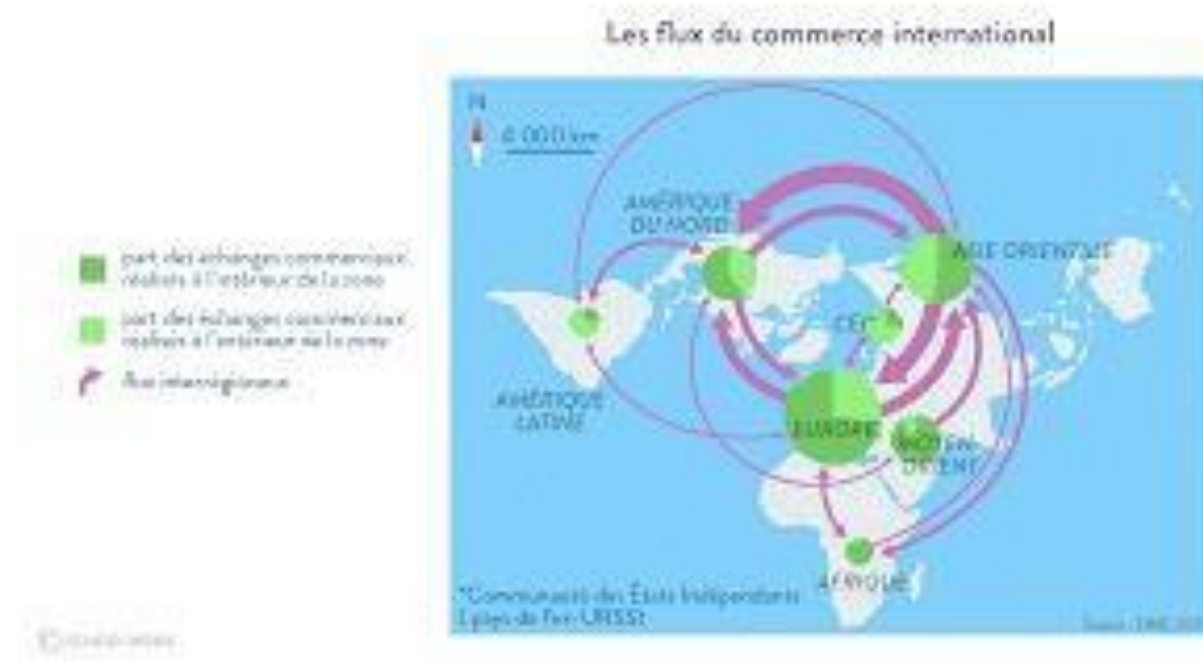 Les flux du commerce international
N
4 000 km
AMÉRIQUE
DU NORD
ASIE ORIENTALE
CEI*
AMÉRIQUE
LATINE
EUROPE
MOYEN-
ORIENT
AFRIQUE
part des échanges commerciaux
réalisés à l'intérieur de la zone
part des échanges commerciaux
réalisés à l'extérieur de la zone
flux interrégionaux
*Communauté des États Indépendants
( pays de l'ex-URSS)